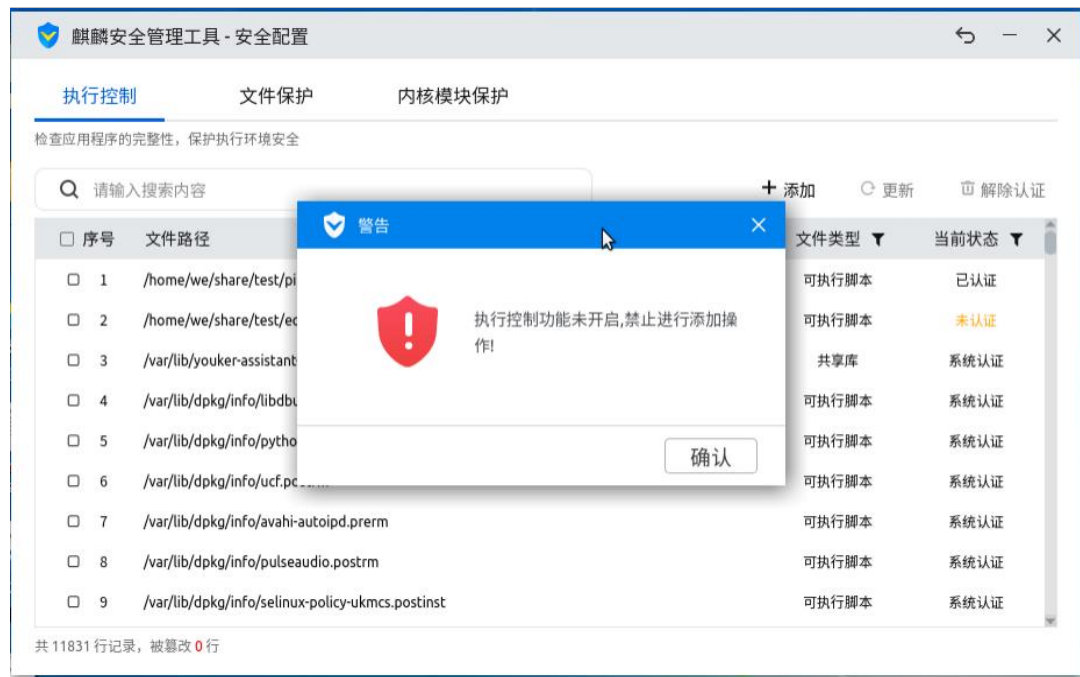 麒麟安全管理工具 - 安全配置
执行控制 文件保护 内核模块保护
检查应用程序的完整性，保护执行环境安全
请输入搜索内容 添加 更新 解除认证
序号 文件路径 文件类型 当前状态
警告
执行控制功能未开启,禁止进行添加操
作!
确认
1 /home/we/share/test/pi 可执行脚本 已认证
2 /home/we/share/test/ec 可执行脚本 未认证
3 /var/lib/youker-assistant 共享库 系统认证
4 /var/lib/dpkg/info/libdbu 可执行脚本 系统认证
5 /var/lib/dpkg/info/pytho 可执行脚本 系统认证
6 /var/lib/dpkg/info/ucf.postrm 可执行脚本 系统认证
7 /var/lib/dpkg/info/avahi-autoipd.prerm 可执行脚本 系统认证
8 /var/lib/dpkg/info/pulseaudio.postrm 可执行脚本 系统认证
9 /var/lib/dpkg/info/selinux-policy-ukmcs.postinst 可执行脚本 系统认证
共 11831 行记录，被篡改 0 行